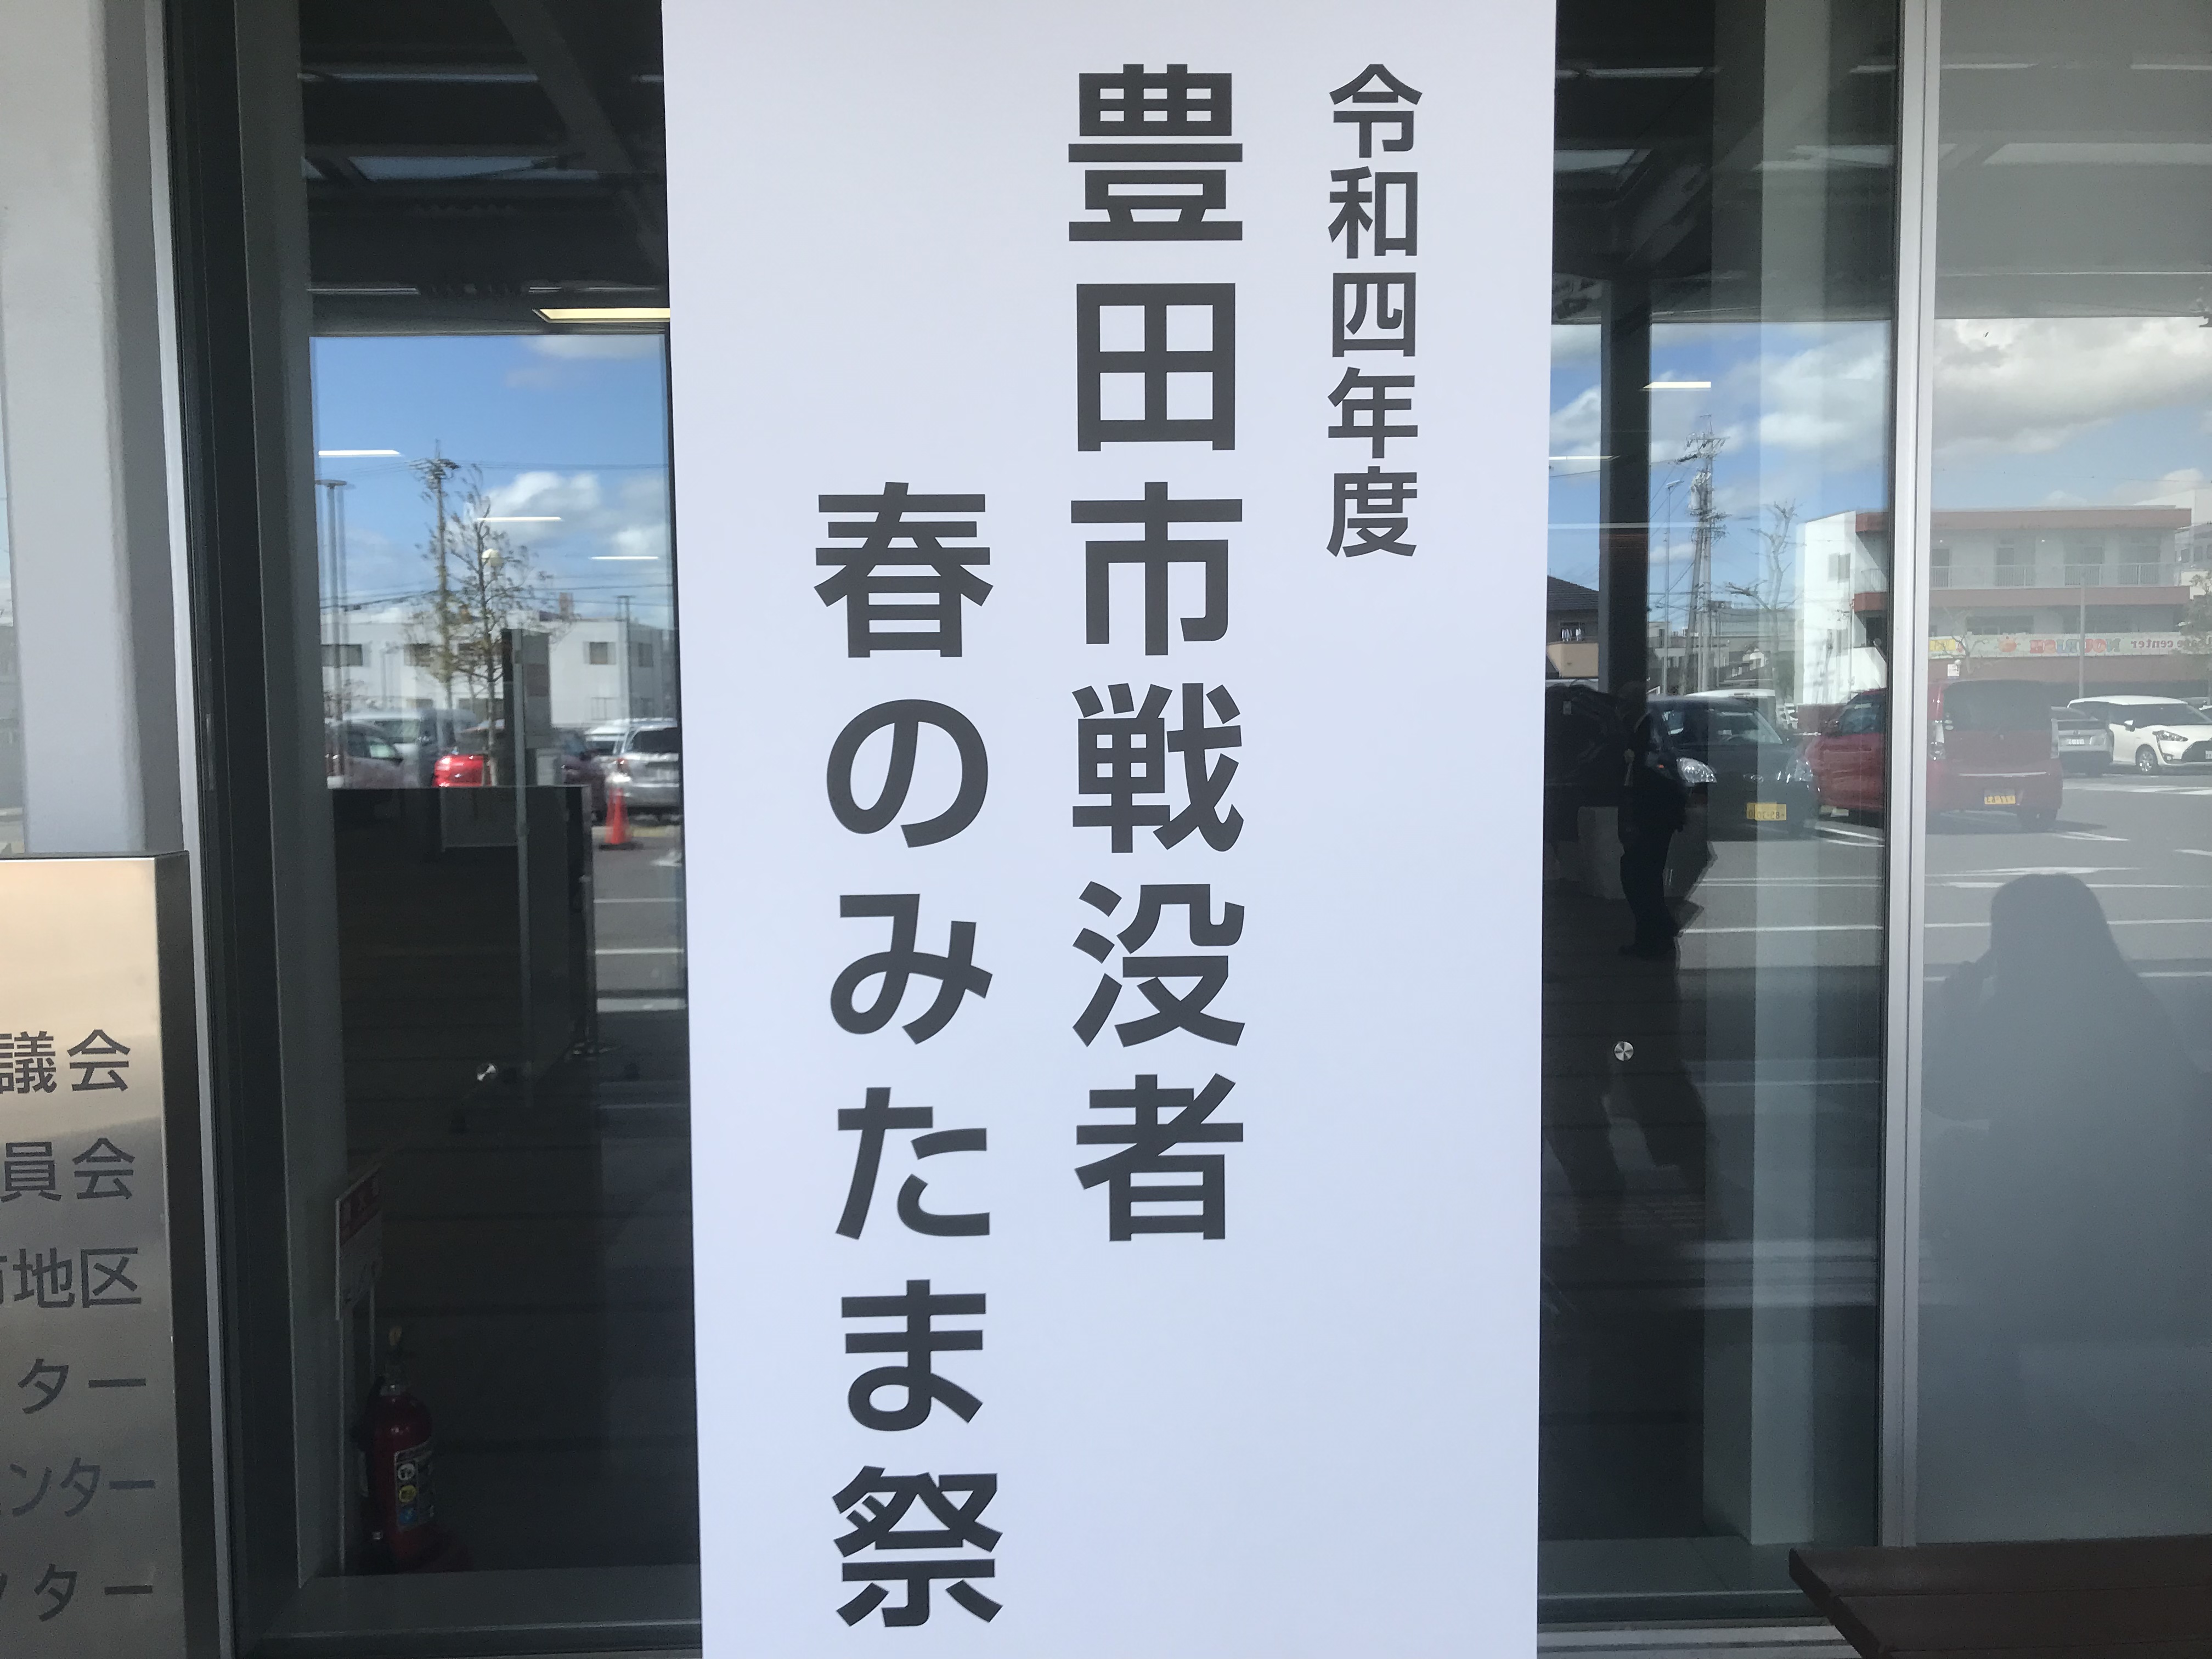 令和四年度
豊田市戦没者
春のみたま祭
議会
員会
地区
ター
ンター
ター